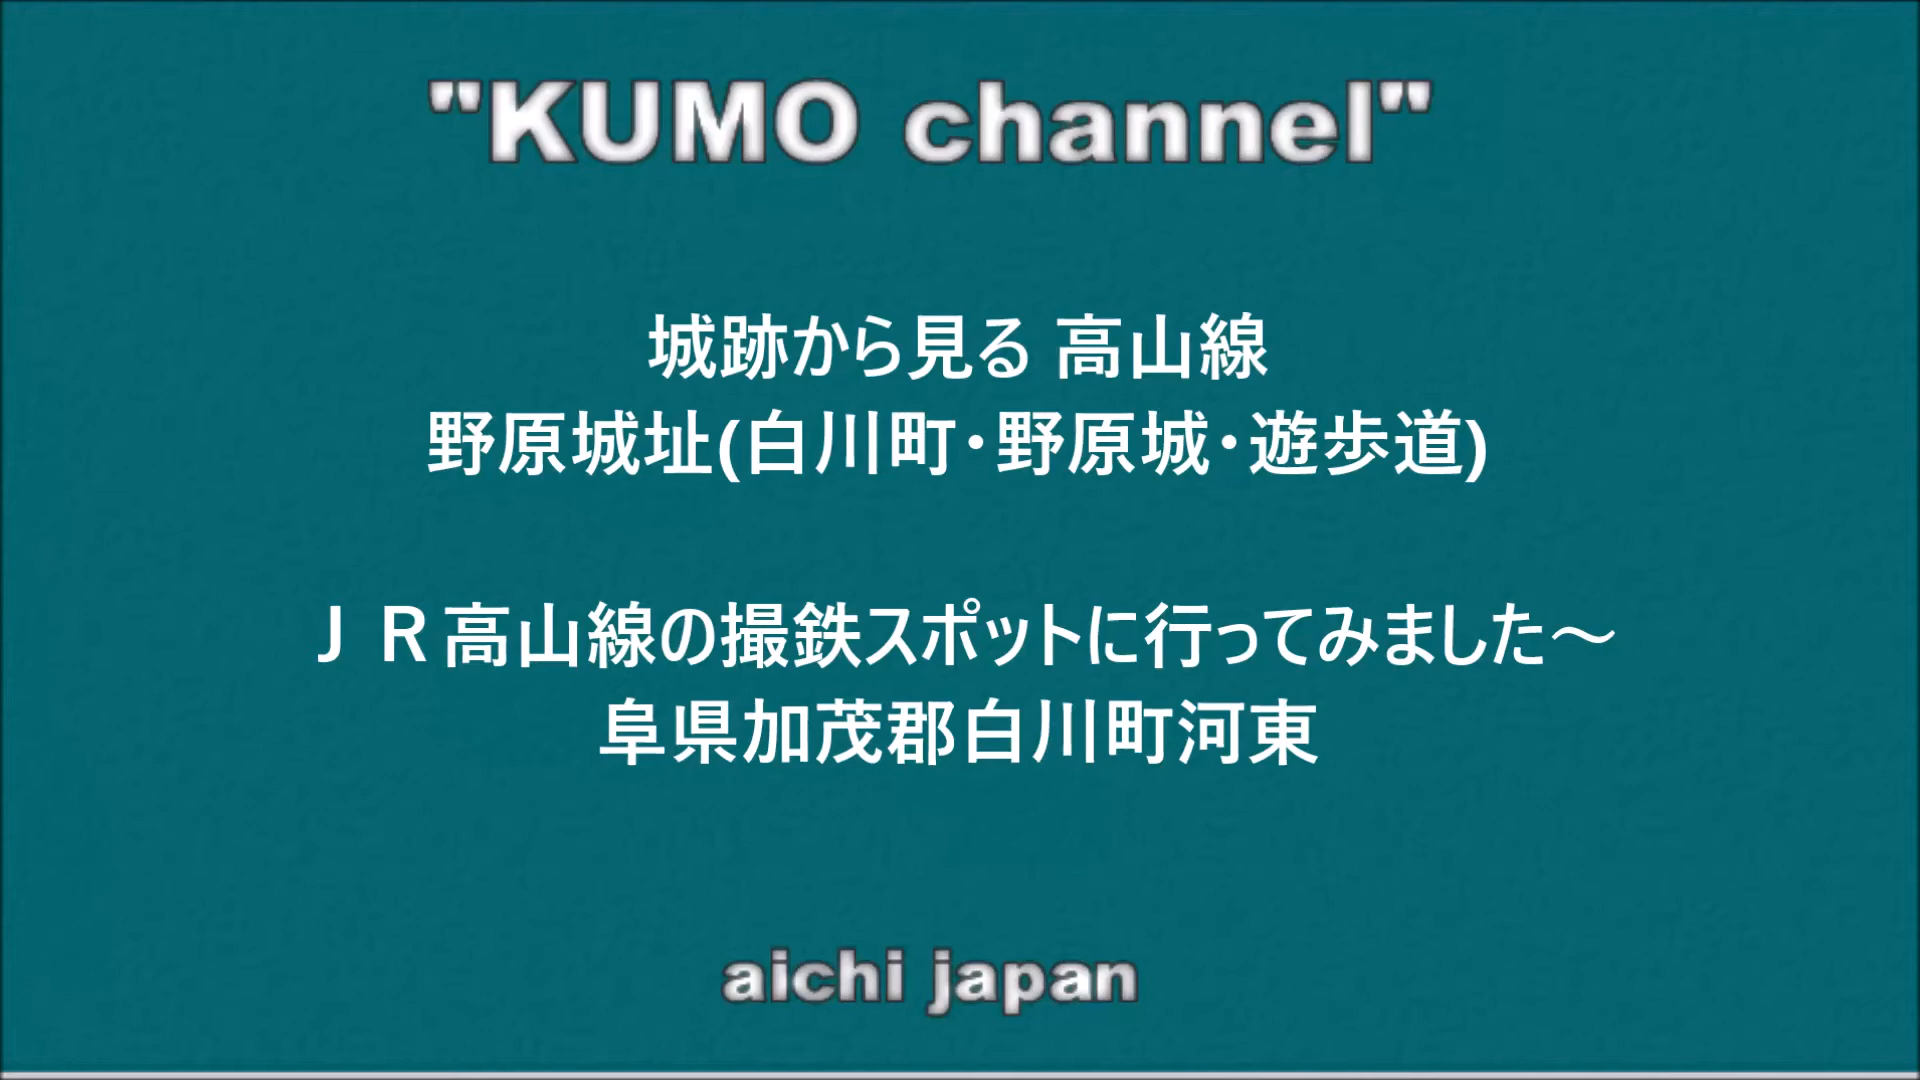 "KUMO channel"
城跡から見る 高山線
野原城址(白川町・野原城・遊歩道)
ＪＲ高山線の撮鉄スポットに行ってみました～
阜県加茂郡白川町河東
aichi japan